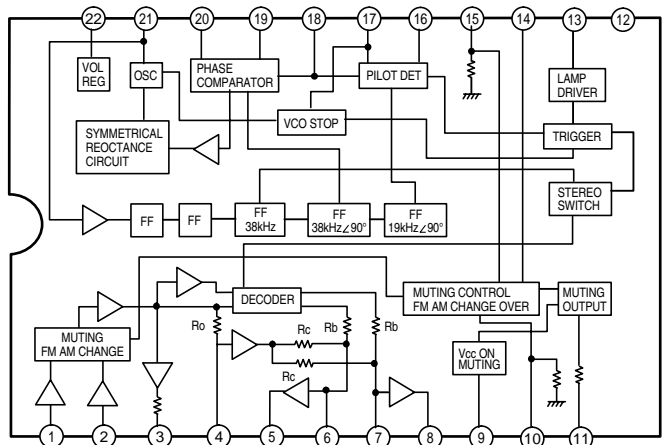 22 21 20 19 18 17 16 15 14 13 12
VOL
REG
OSC
PHASE
COMPARATOR
PILOT DET
LAMP
DRIVER
SYMMETRICAL
REOCTANCE
CIRCUIT
VCO STOP
TRIGGER
STEREO
SWITCH
FF
FF
FF
38kHz
FF
38kHz∠90°
FF
19kHz∠90°
DECODER
MUTING CONTROL
FM AM CHANGE OVER
MUTING
OUTPUT
MUTING
FM AM CHANGE
Ro
Rc
Rb
Rb
Rc
Vcc ON
MUTING
1 2 3 4 5 6 7 8 9 10 11